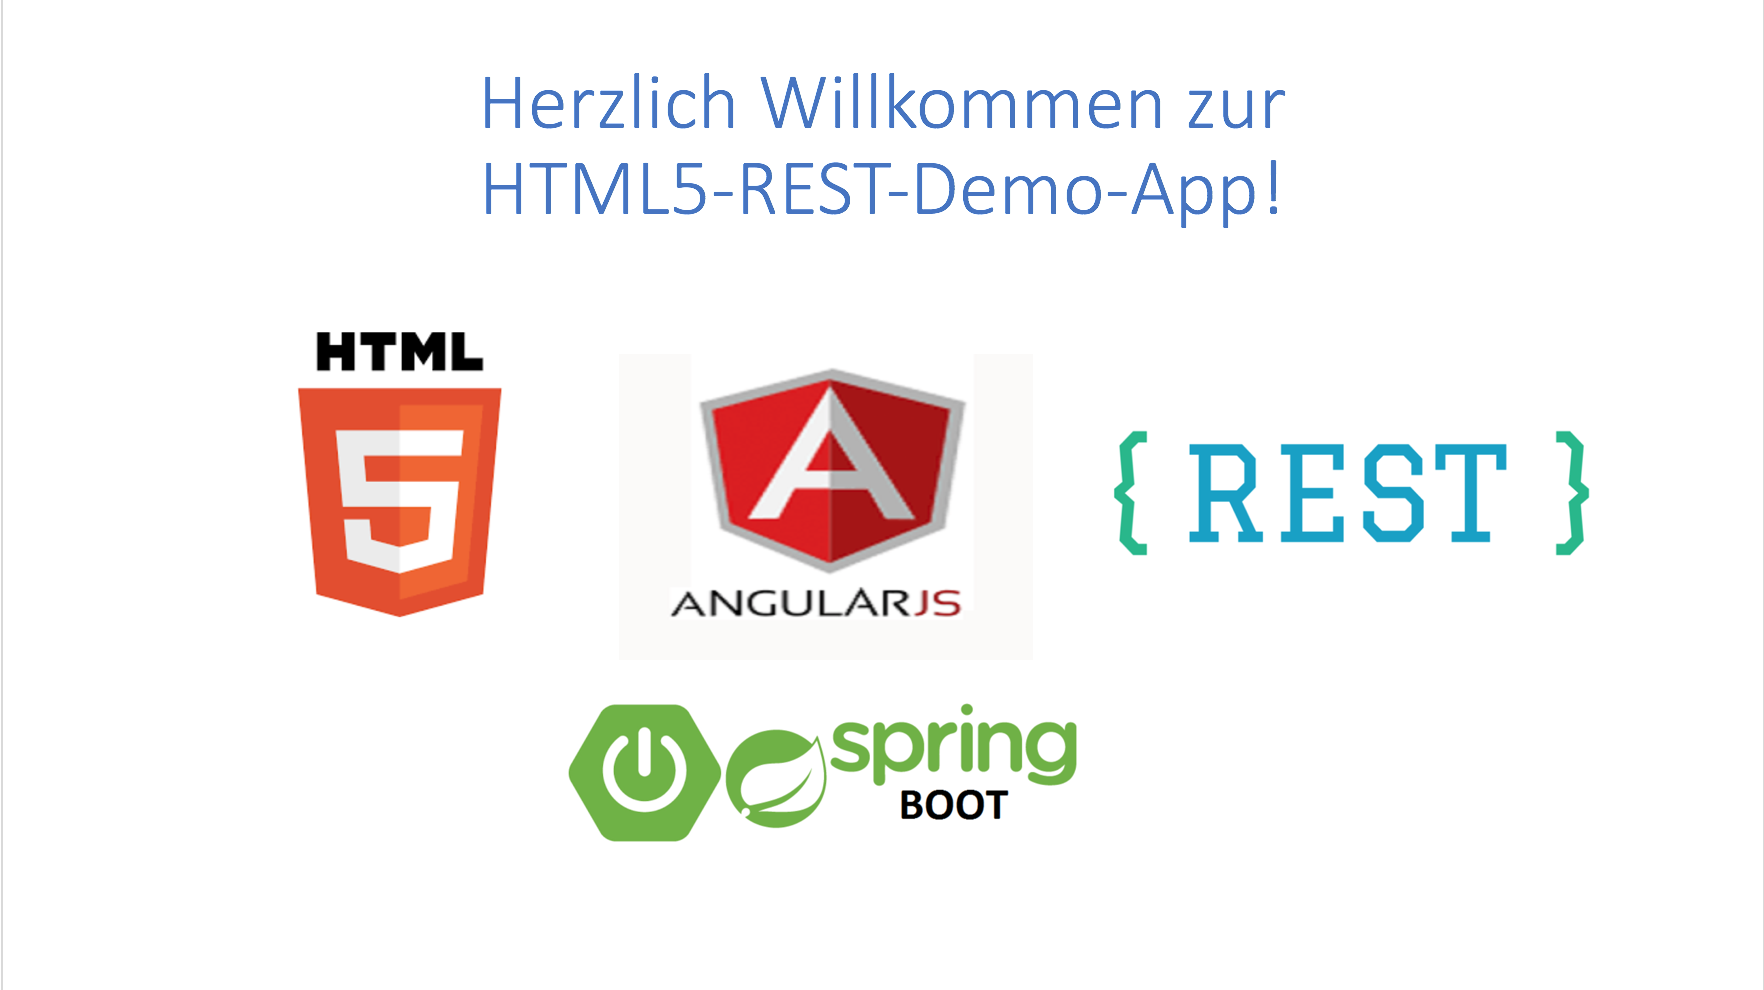 Herzlich Willkommen zur
HTML5-REST-Demo-App!
HTML
5
ANGULARJS
{ REST }
spring
BOOT